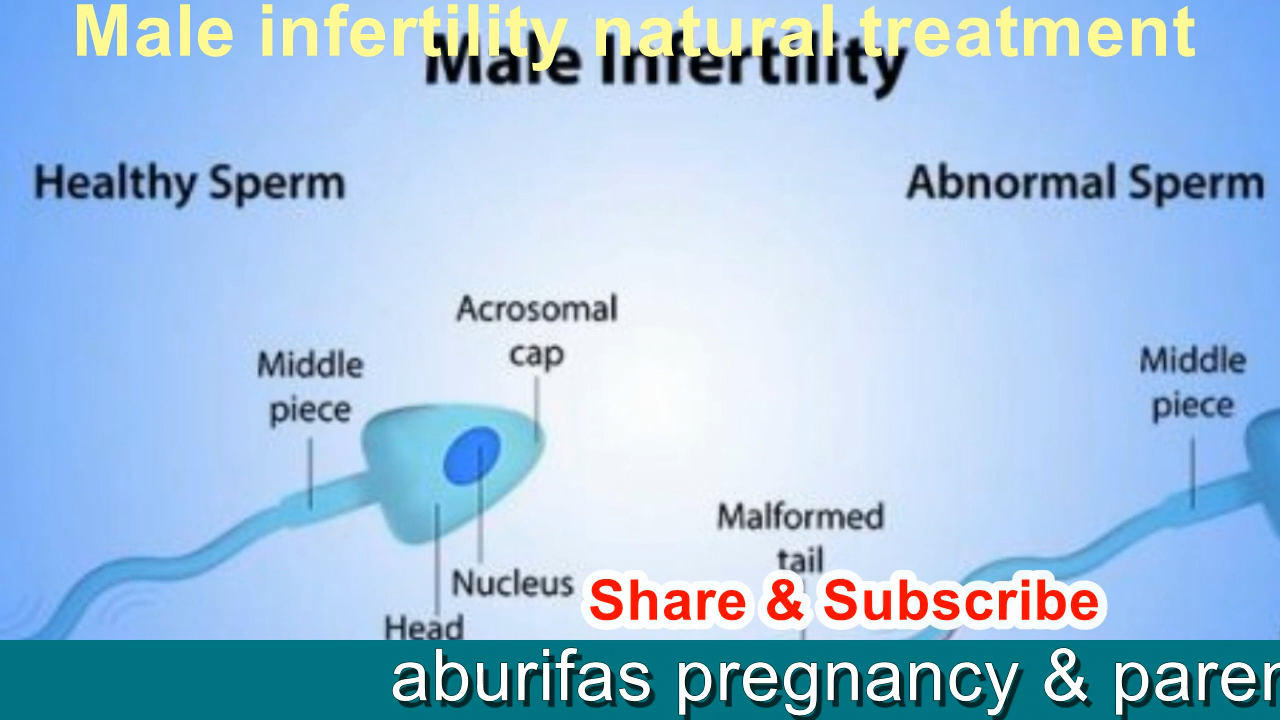 Male infertility natural treatment
Male Infertility
Healthy Sperm
Abnormal Sperm
Acrosomal
cap
Middle
piece
Middle
piece
Malformed
tail
Nucleus
Head
Share & Subscribe
aburifas pregnancy &